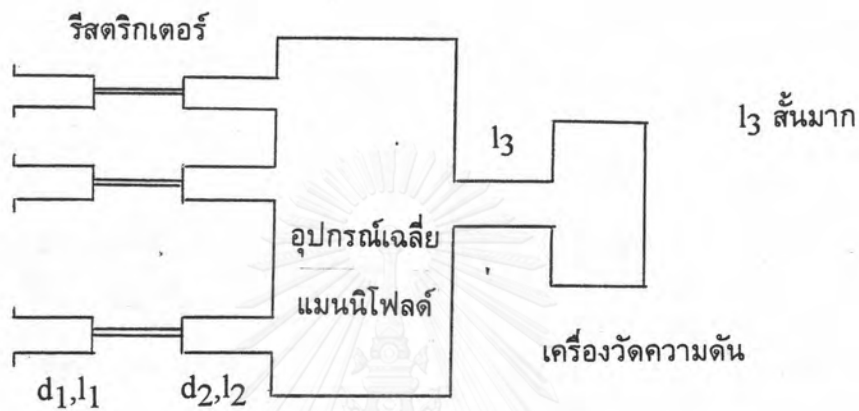 รีสตริกเตอร์
l3 สั้นมาก
l3
อุปกรณ์เฉลี่ย
แมนนิโฟลด์
เครื่องวัดความดัน
d1,l1
d2,l2